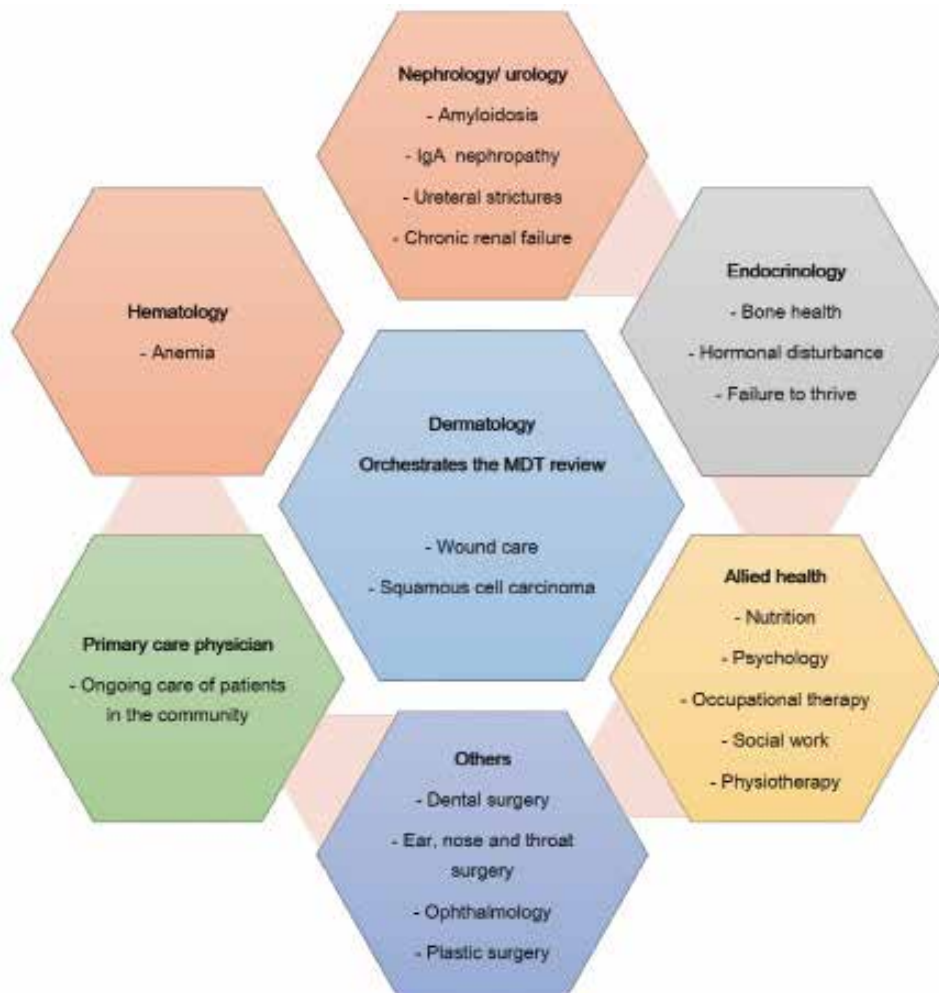 Nephrology/ urology
- Amyloidosis
- IgA nephropathy
- Ureteral strictures
- Chronic renal failure
Hematology
- Anemia
Endocrinology
- Bone health
- Hormonal disturbance
- Failure to thrive
Dermatology
Orchestrates the MDT review
- Wound care
- Squamous cell carcinoma
Primary care physician
- Ongoing care of patients
in the community
Allied health
- Nutrition
- Psychology
- Occupational therapy
- Social work
- Physiotherapy
Others
- Dental surgery
- Ear, nose and throat
surgery
- Ophthalmology
- Plastic surgery